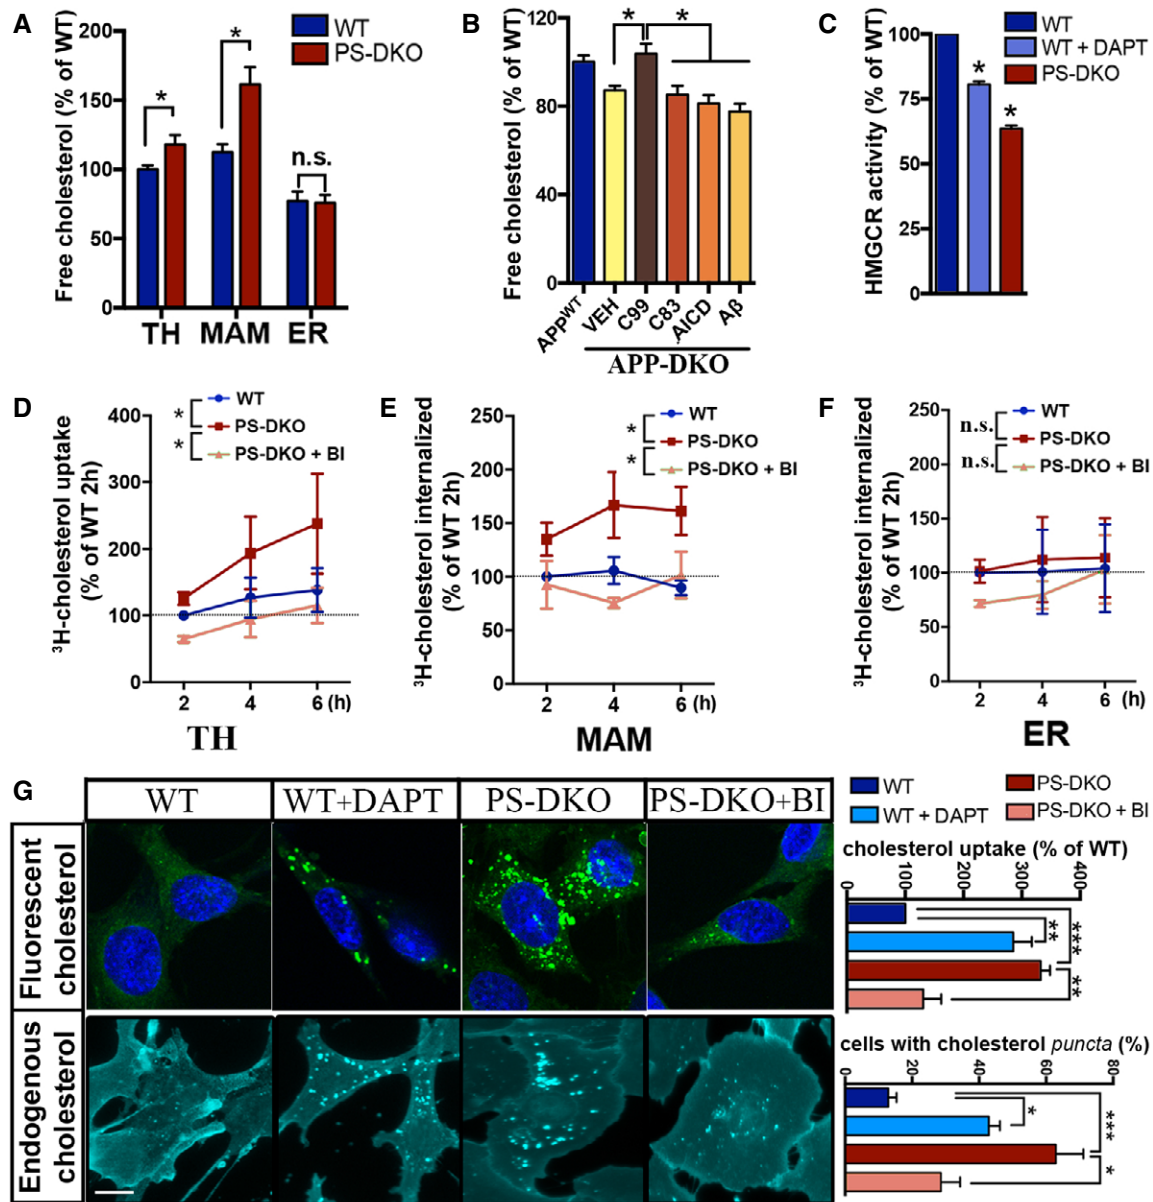 A
Free cholesterol (% of WT)
200
150
100
50
0
WT
PS-DKO
*
*
n.s.
TH MAM ER
B
Free cholesterol (% of WT)
120
80
40
0
*
*
APPWT
VEH
C99
C83
AICD
Aβ
APP-DKO
C
HMGCR activity (% of WT)
100
75
50
25
0
WT
WT + DAPT
PS-DKO
*
*
D
³H-cholesterol uptake
(% of WT 2h)
400
300
200
100
0
WT
PS-DKO
PS-DKO + BI
*
*
2 4 6 (h)
TH
E
³H-cholesterol internalized
(% of WT 2h)
250
200
150
100
50
0
WT
PS-DKO
PS-DKO + BI
*
*
2 4 6 (h)
MAM
F
³H-cholesterol internalized
(% of WT 2h)
250
200
150
100
50
0
WT
PS-DKO
PS-DKO + BI
n.s.
n.s.
2 4 6 (h)
ER
G
WT WT+DAPT PS-DKO PS-DKO+BI
Fluorescent
cholesterol
Endogenous
cholesterol
WT PS-DKO
WT + DAPT PS-DKO + BI
cholesterol uptake (% of WT)
0 100 200 300 400
**
***
**
cells with cholesterol puncta (%)
0 20 40 60 80
*
***
*